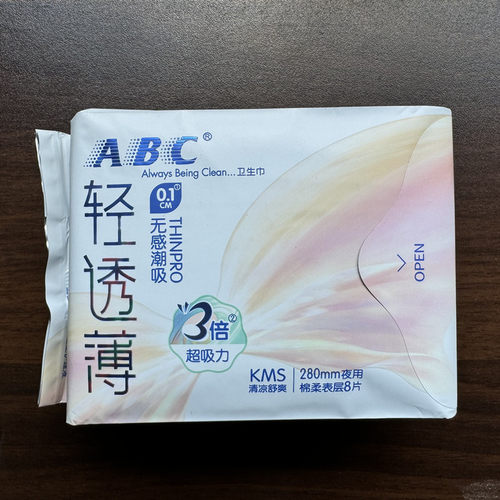 ABC®
Always Being Clean...卫生巾
轻透薄
0.1①
CM
THINPRO
无感潮吸
3倍②
超吸力
KMS
清凉舒爽
280mm夜用
棉柔表层8片
OPEN